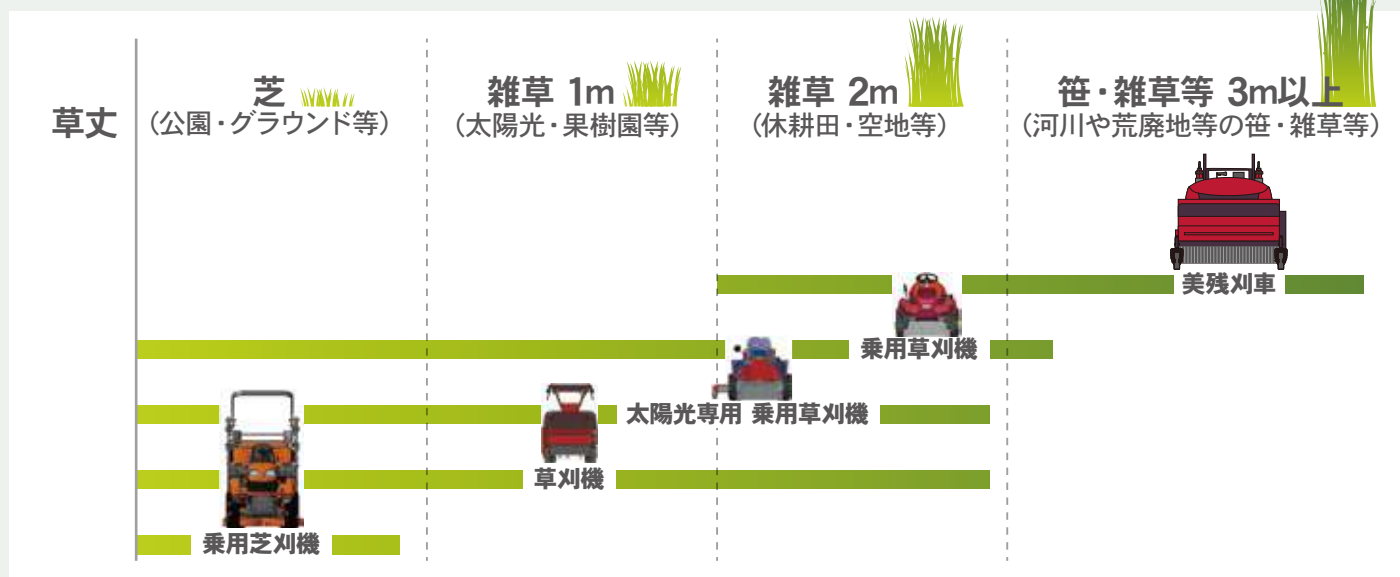 草丈
芝
（公園・グラウンド等）
雑草 1m
（太陽光・果樹園等）
雑草 2m
（休耕田・空地等）
笹・雑草等 3m以上
（河川や荒廃地等の笹・雑草等）
美残刈車
乗用草刈機
太陽光専用 乗用草刈機
草刈機
乗用芝刈機